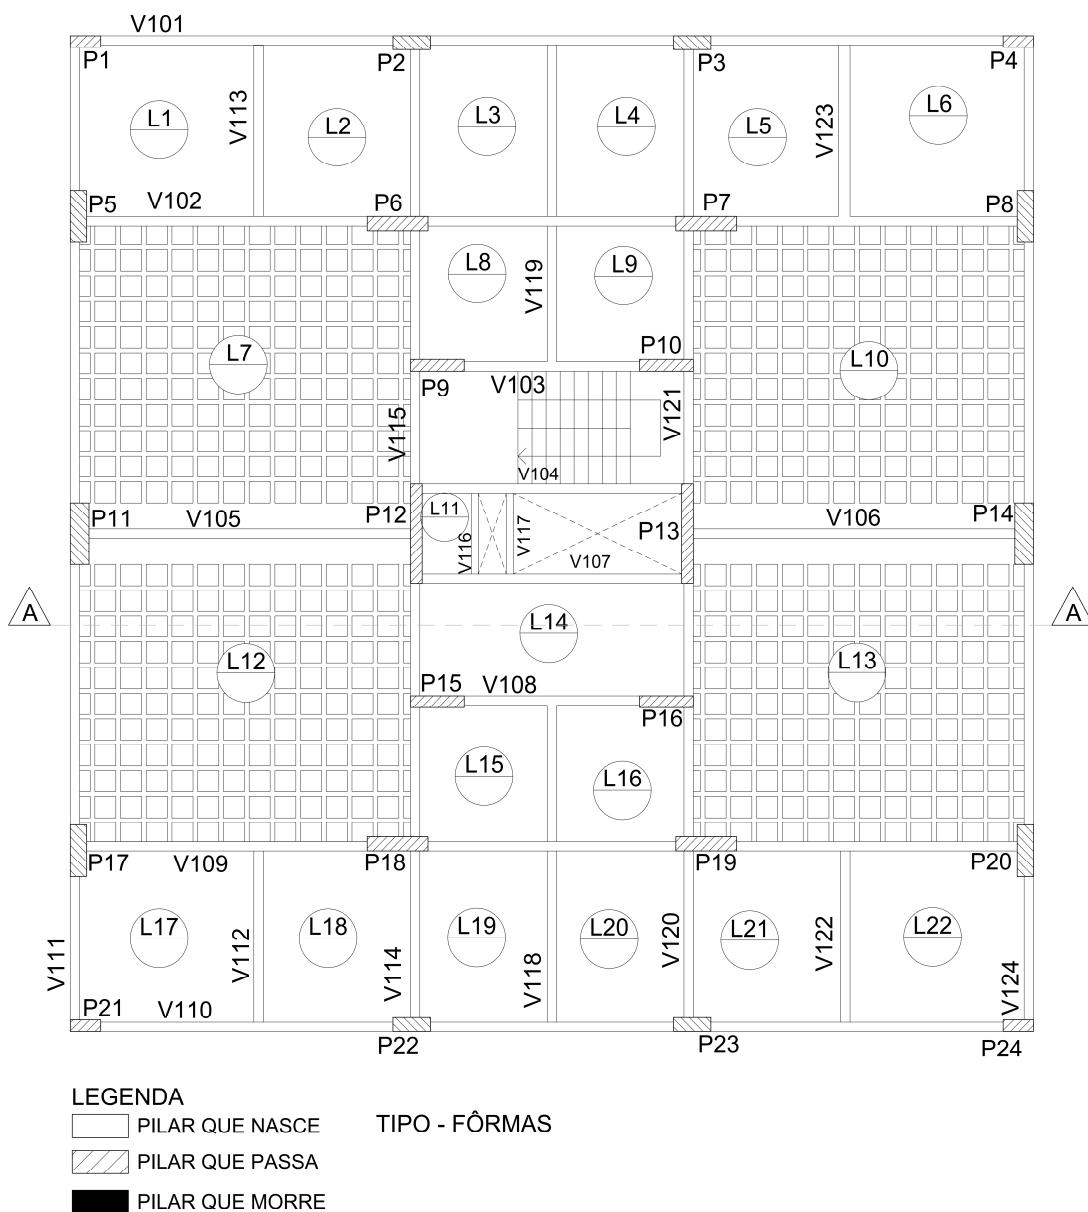 V101
P1 P2 P3 P4
L1 V113 L2 L3 L4 L5 V123 L6
P5 V102 P6 P7 P8
L8 V119 L9
L7 P10 L10
P9 V103
V115 V121
V104
P11 V105 P12 L11 V116 V117 P13 V106 P14
V107
A A
L14
L12 L13
P15 V108 P16
L15 L16
P17 V109 P18 P19 P20
L17 V112 L18 L19 L20 L21 V122 L22
V111 V114 V118 V120 V124
P21 V110
P22 P23 P24
LEGENDA
PILAR QUE NASCE TIPO - FÔRMAS
PILAR QUE PASSA
PILAR QUE MORRE